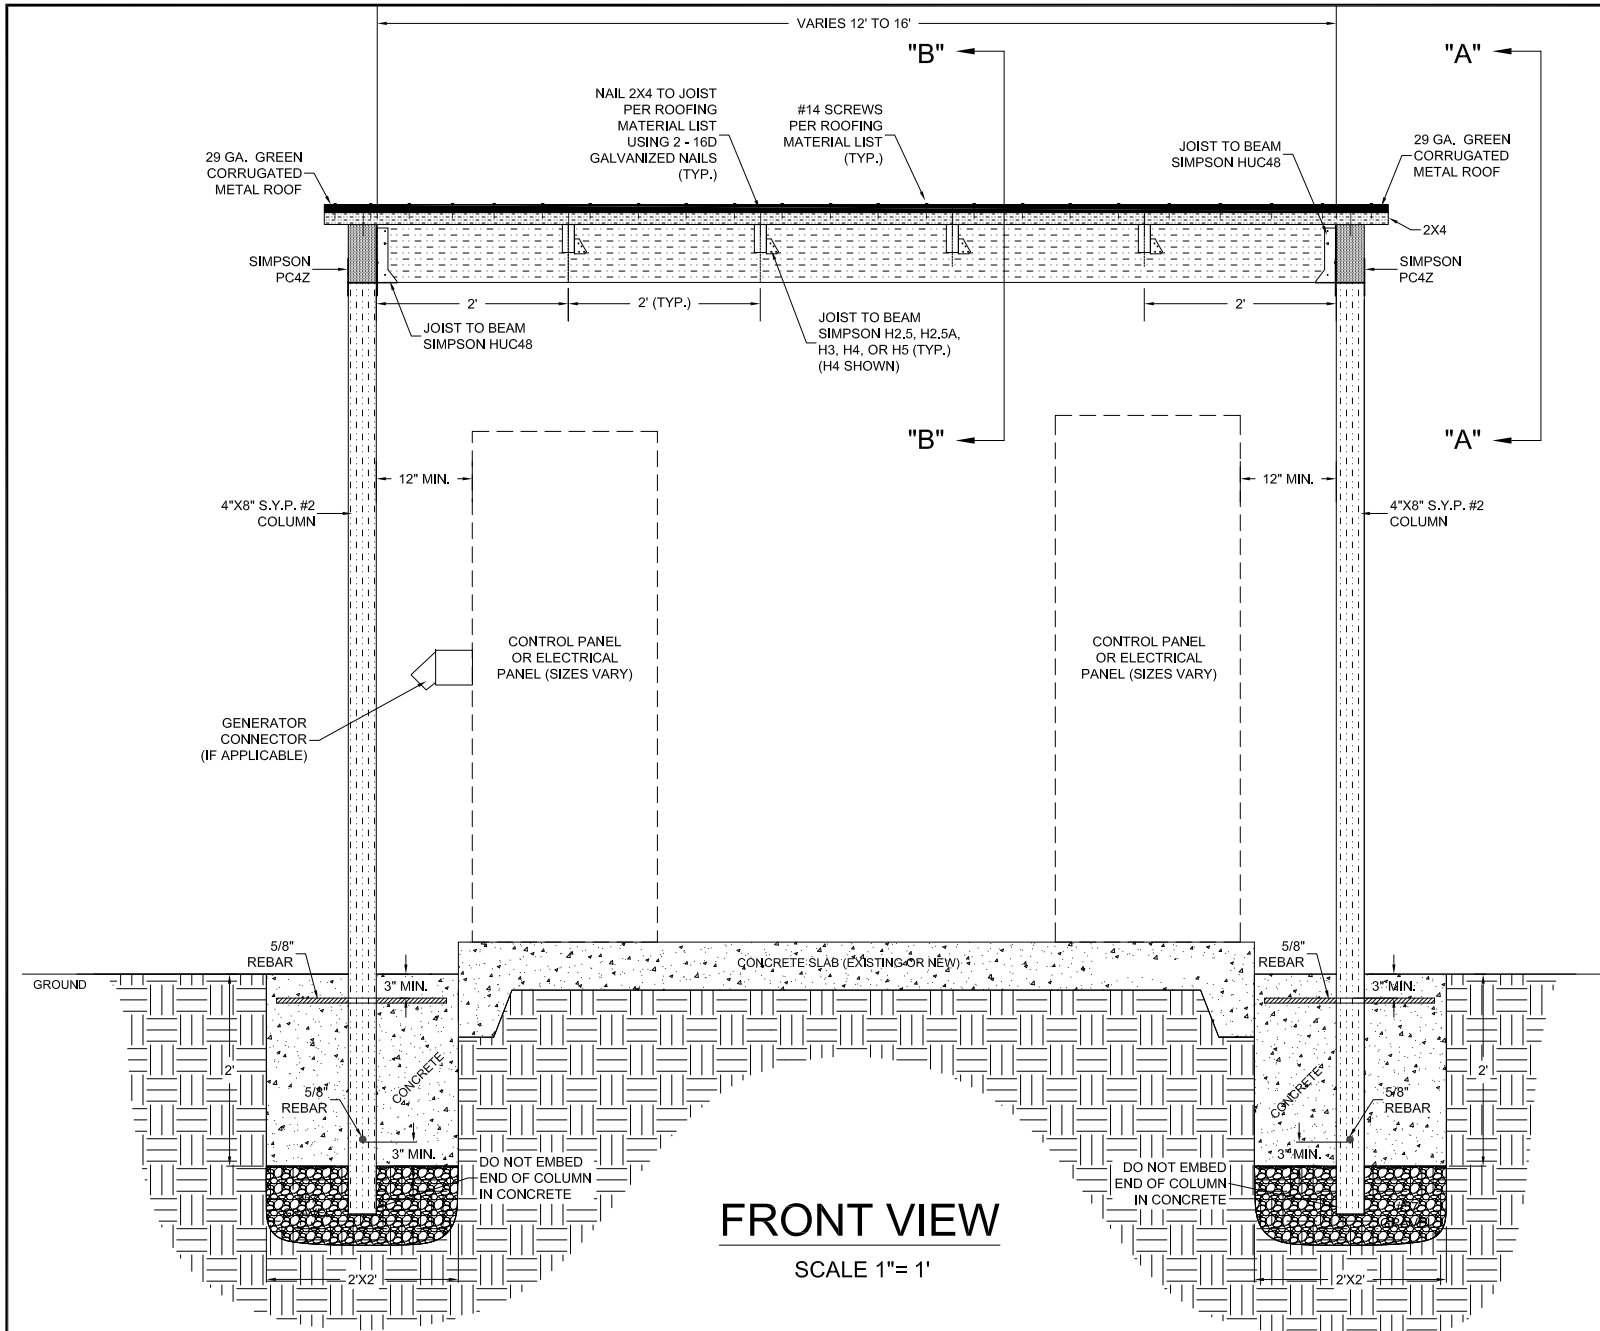 VARIES 12' TO 16'
"B"
"A"
NAIL 2X4 TO JOIST
PER ROOFING
MATERIAL LIST
USING 2 - 16D
GALVANIZED NAILS
(TYP.)
#14 SCREWS
PER ROOFING
MATERIAL LIST
(TYP.)
JOIST TO BEAM
SIMPSON HUC48
29 GA. GREEN
CORRUGATED
METAL ROOF
29 GA. GREEN
CORRUGATED
METAL ROOF
2X4
SIMPSON
PC4Z
SIMPSON
PC4Z
2'
2' (TYP.)
2'
JOIST TO BEAM
SIMPSON HUC48
JOIST TO BEAM
SIMPSON H2.5, H2.5A,
H3, H4, OR H5 (TYP.)
(H4 SHOWN)
"B"
"A"
12" MIN.
12" MIN.
4"X8" S.Y.P. #2
COLUMN
4"X8" S.Y.P. #2
COLUMN
CONTROL PANEL
OR ELECTRICAL
PANEL (SIZES VARY)
CONTROL PANEL
OR ELECTRICAL
PANEL (SIZES VARY)
GENERATOR
CONNECTOR
(IF APPLICABLE)
5/8"
REBAR
5/8"
REBAR
CONCRETE SLAB (EXISTING OR NEW)
GROUND
3" MIN.
3" MIN.
2'
2'
CONCRETE
CONCRETE
5/8"
REBAR
5/8"
REBAR
3" MIN.
3" MIN.
DO NOT EMBED
END OF COLUMN
IN CONCRETE
DO NOT EMBED
END OF COLUMN
IN CONCRETE
GRAVEL
2'X2'
2'X2'
FRONT VIEW
SCALE 1"= 1'